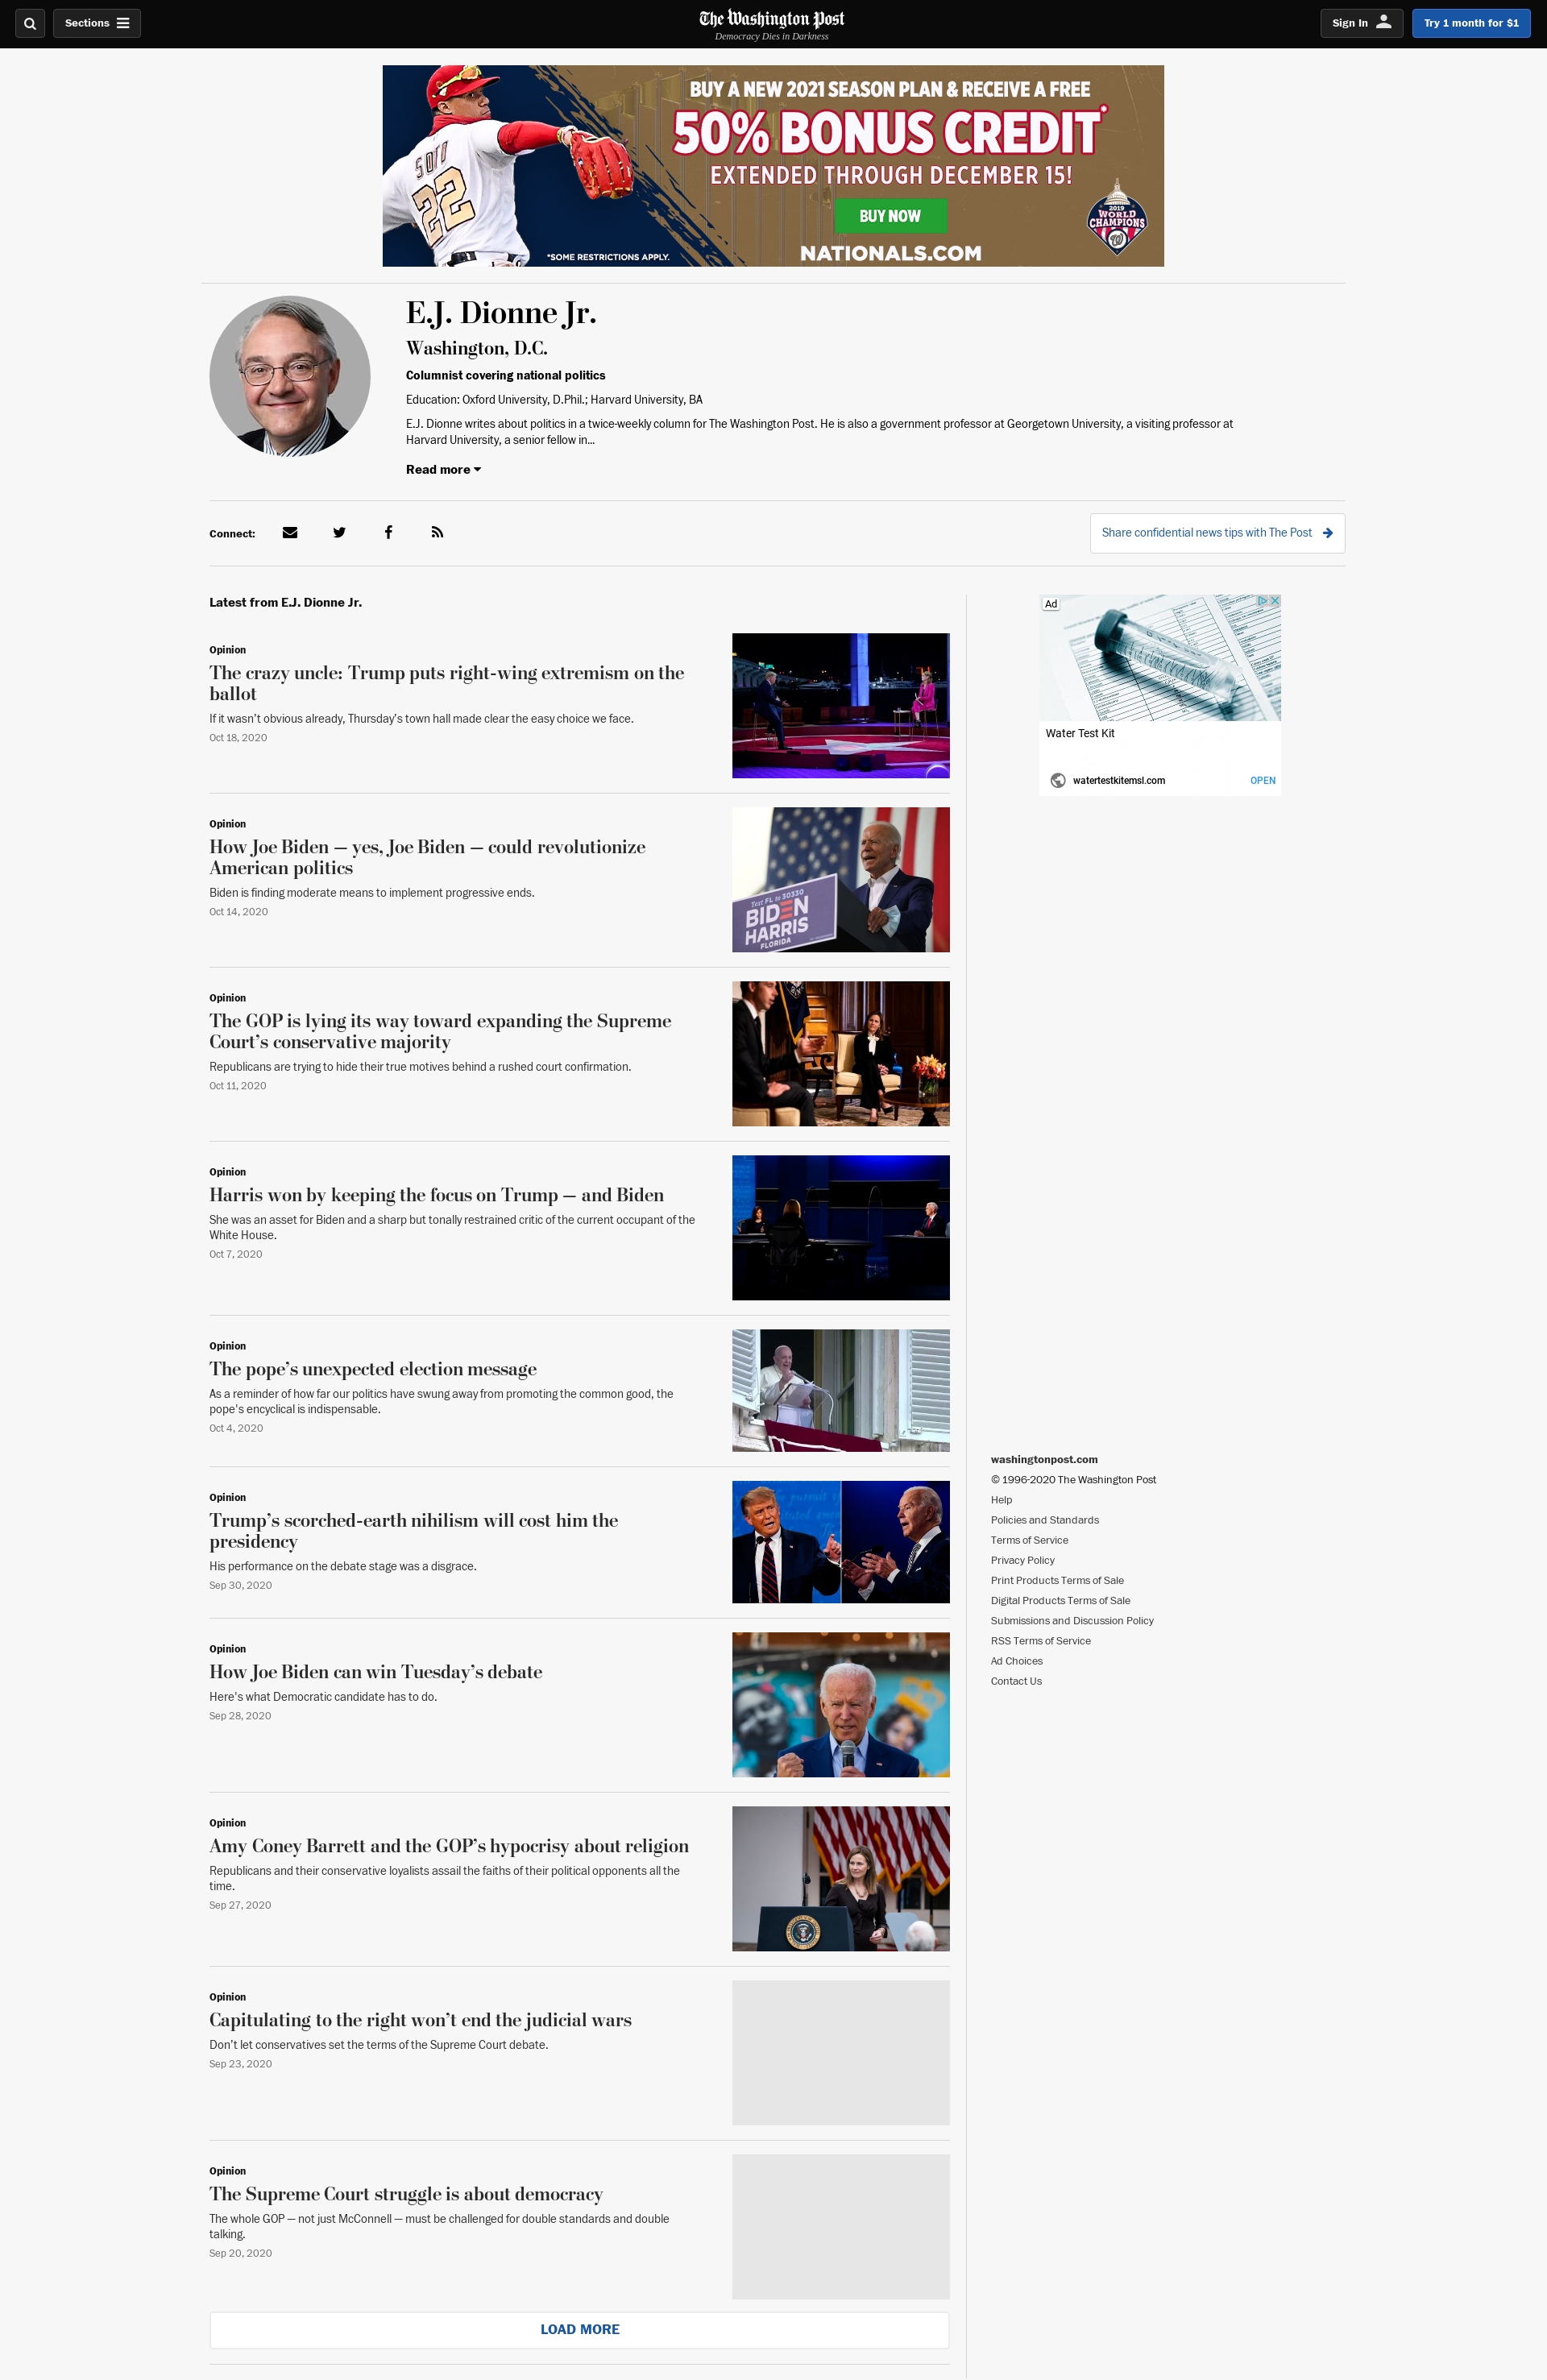 Sections
The Washington Post
Democracy Dies in Darkness
Sign In
Try 1 month for $1
BUY A NEW 2021 SEASON PLAN & RECEIVE A FREE
50% BONUS CREDIT*
EXTENDED THROUGH DECEMBER 15!
BUY NOW
*SOME RESTRICTIONS APPLY.
NATIONALS.COM
SOTO
22
2019
WORLD
CHAMPIONS
W
E.J. Dionne Jr.
Washington, D.C.
Columnist covering national politics
Education: Oxford University, D.Phil.; Harvard University, BA
E.J. Dionne writes about politics in a twice-weekly column for The Washington Post. He is also a government professor at Georgetown University, a visiting professor at
Harvard University, a senior fellow in...
Read more
Connect:
Share confidential news tips with The Post
Latest from E.J. Dionne Jr.
Opinion
The crazy uncle: Trump puts right-wing extremism on the
ballot
If it wasn't obvious already, Thursday's town hall made clear the easy choice we face.
Oct 18, 2020
Opinion
How Joe Biden — yes, Joe Biden — could revolutionize
American politics
Biden is finding moderate means to implement progressive ends.
Oct 14, 2020
Text FL to 30330
BIDEN
HARRIS
FLORIDA
Opinion
The GOP is lying its way toward expanding the Supreme
Court’s conservative majority
Republicans are trying to hide their true motives behind a rushed court confirmation.
Oct 11, 2020
Opinion
Harris won by keeping the focus on Trump — and Biden
She was an asset for Biden and a sharp but tonally restrained critic of the current occupant of the
White House.
Oct 7, 2020
Opinion
The pope’s unexpected election message
As a reminder of how far our politics have swung away from promoting the common good, the
pope's encyclical is indispensable.
Oct 4, 2020
Opinion
Trump’s scorched-earth nihilism will cost him the
presidency
His performance on the debate stage was a disgrace.
Sep 30, 2020
Opinion
How Joe Biden can win Tuesday’s debate
Here's what Democratic candidate has to do.
Sep 28, 2020
Opinion
Amy Coney Barrett and the GOP’s hypocrisy about religion
Republicans and their conservative loyalists assail the faiths of their political opponents all the
time.
Sep 27, 2020
Opinion
Capitulating to the right won’t end the judicial wars
Don't let conservatives set the terms of the Supreme Court debate.
Sep 23, 2020
Opinion
The Supreme Court struggle is about democracy
The whole GOP — not just McConnell — must be challenged for double standards and double
talking.
Sep 20, 2020
LOAD MORE
Ad
Water Test Kit
watertestkitemsl.com
OPEN
washingtonpost.com
© 1996-2020 The Washington Post
Help
Policies and Standards
Terms of Service
Privacy Policy
Print Products Terms of Sale
Digital Products Terms of Sale
Submissions and Discussion Policy
RSS Terms of Service
Ad Choices
Contact Us